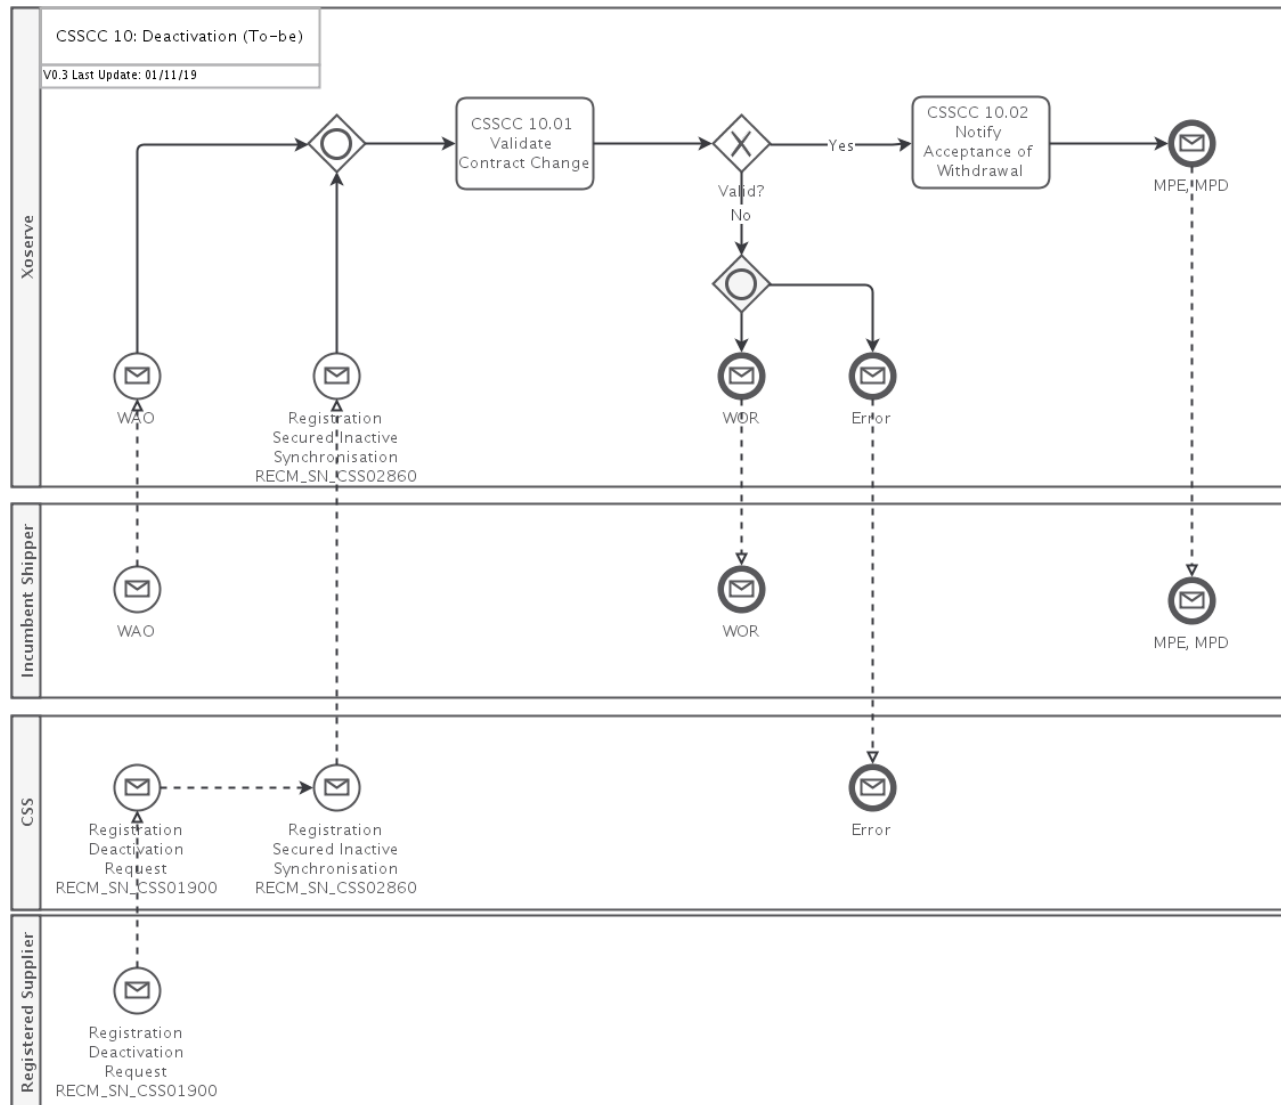 CSSCC 10: Deactivation (To-be)
V0.3 Last Update: 01/11/19
Xoserve
CSSCC 10.01
Validate
Contract Change
Valid?
Yes
No
CSSCC 10.02
Notify
Acceptance of
Withdrawal
MPE, MPD
WAO
Registration
Secured Inactive
Synchronisation
RECM_SN_CSS02860
WOR
Error
Incumbent Shipper
WAO
WOR
MPE, MPD
CSS
Registration
Deactivation
Request
RECM_SN_CSS01900
Registration
Secured Inactive
Synchronisation
RECM_SN_CSS02860
Error
Registered Supplier
Registration
Deactivation
Request
RECM_SN_CSS01900